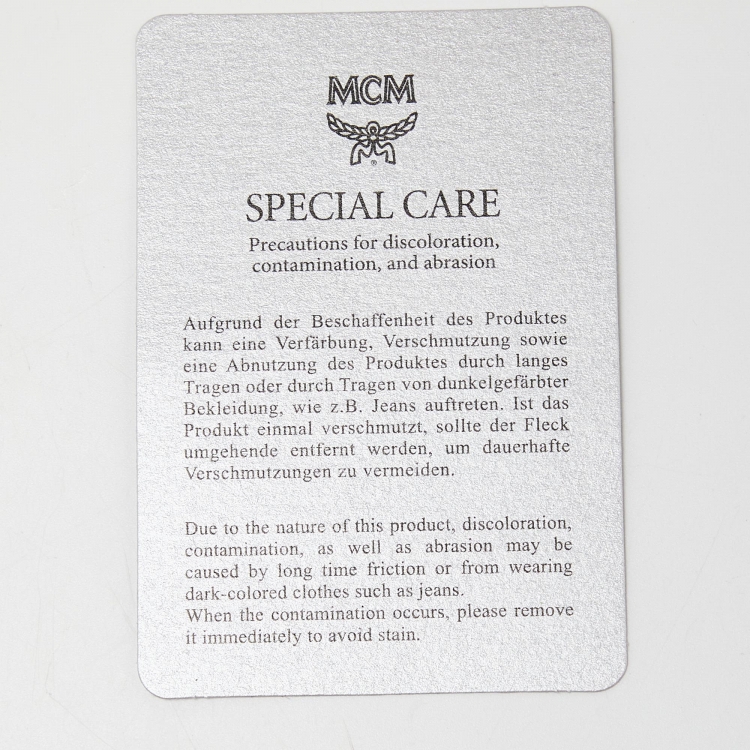 MCM
®
SPECIAL CARE
Precautions for discoloration,
contamination, and abrasion
Aufgrund der Beschaffenheit des Produktes
kann eine Verfärbung, Verschmutzung sowie
eine Abnutzung des Produktes durch langes
Tragen oder durch Tragen von dunkelgefärbter
Bekleidung, wie z.B. Jeans auftreten. Ist das
Produkt einmal verschmutzt, sollte der Fleck
umgehende entfernt werden, um dauerhafte
Verschmutzungen zu vermeiden.
Due to the nature of this product, discoloration,
contamination, as well as abrasion may be
caused by long time friction or from wearing
dark-colored clothes such as jeans.
When the contamination occurs, please remove
it immediately to avoid stain.